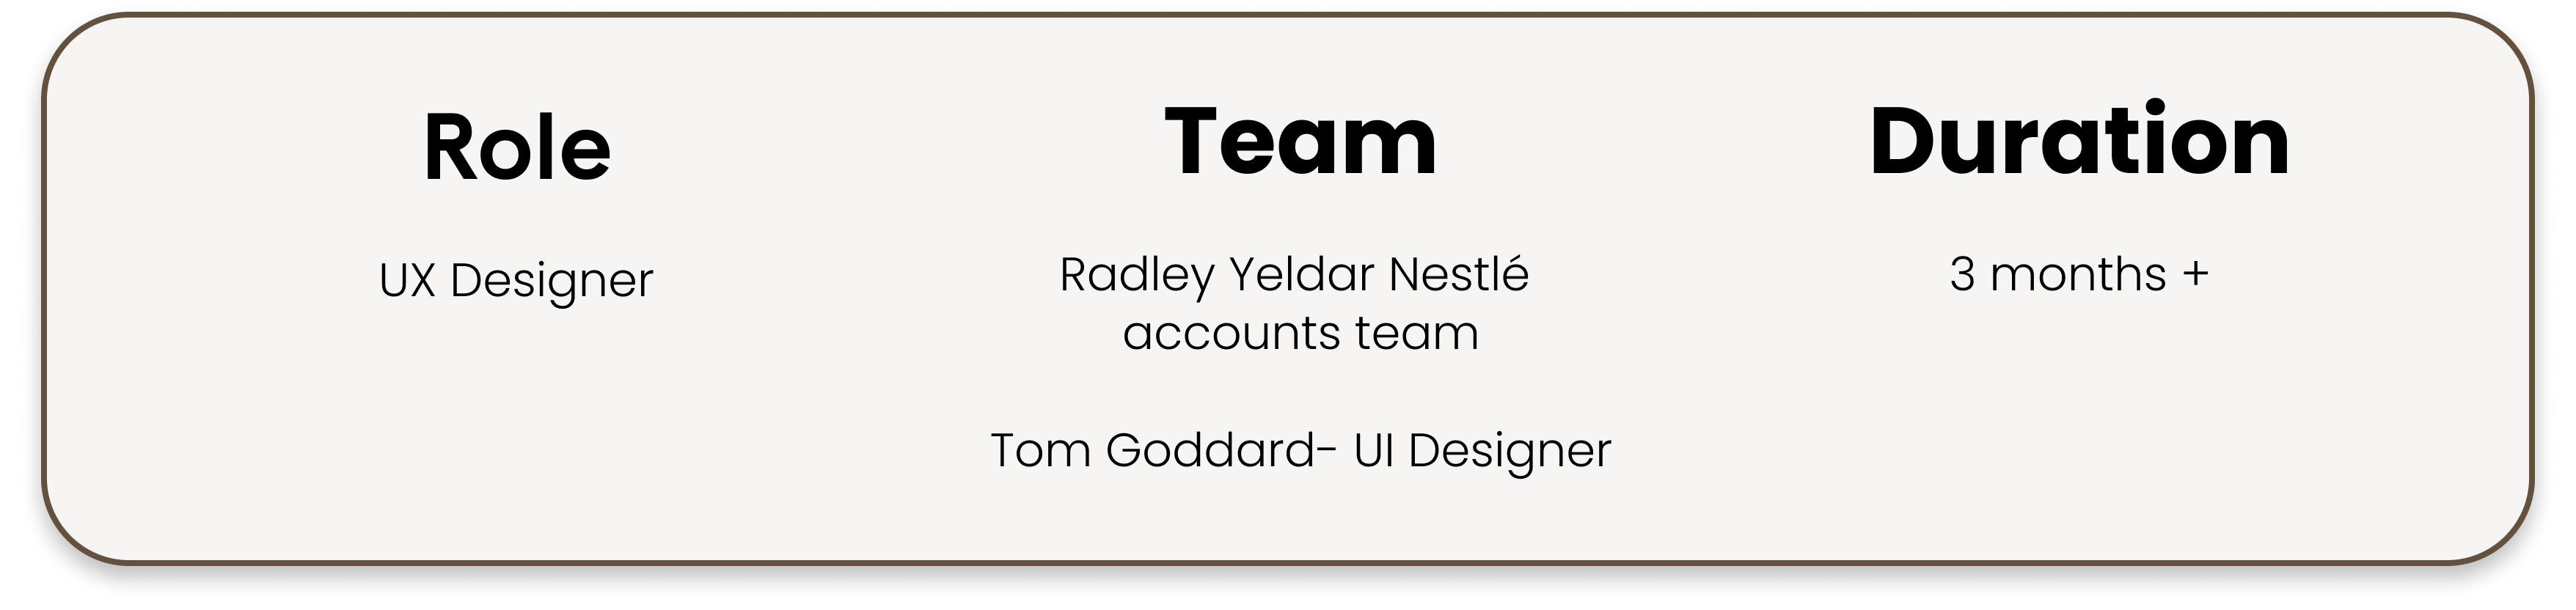 Role
UX Designer
Team
Radley Yeldar Nestlé
accounts team
Tom Goddard- UI Designer
Duration
3 months +